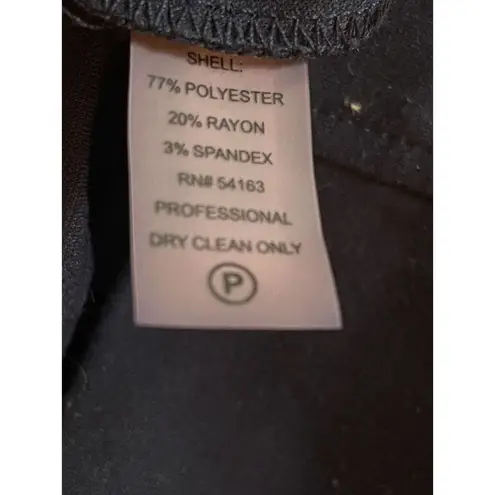 SHELL:
77% POLYESTER
20% RAYON
3% SPANDEX
RN# 54163
PROFESSIONAL
DRY CLEAN ONLY
P